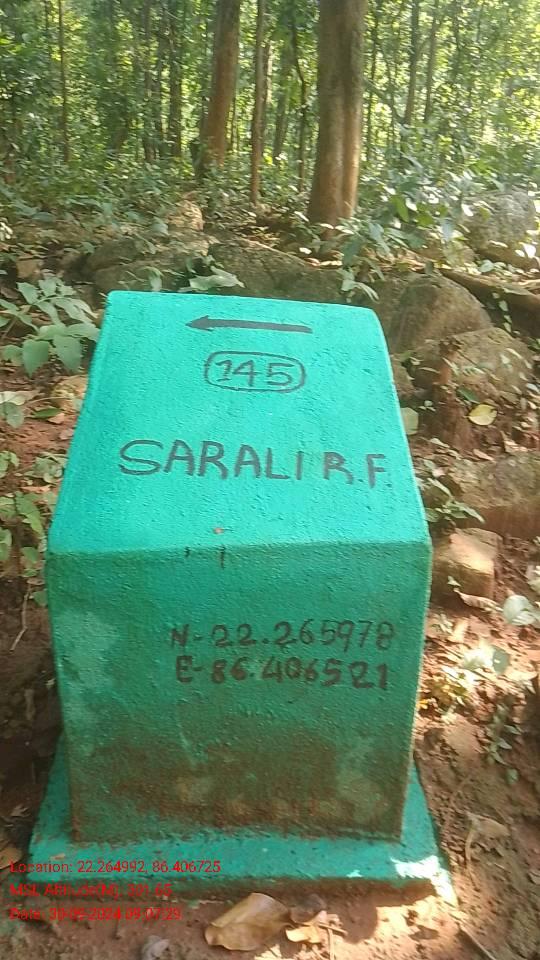 145
SARALI R.F.
N-22.265978
E-86.406521
Location: 22.264992, 86.406725
MSL Altitude(M): 301.65
Date: 30-09-2024 09:07:29